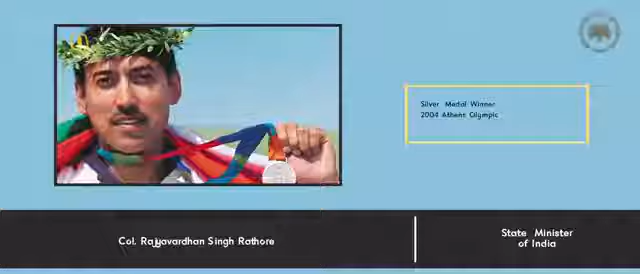 Silver Medal Winner
2004 Athens Olympic
Col. Rajyavardhan Singh Rathore
State Minister
of India